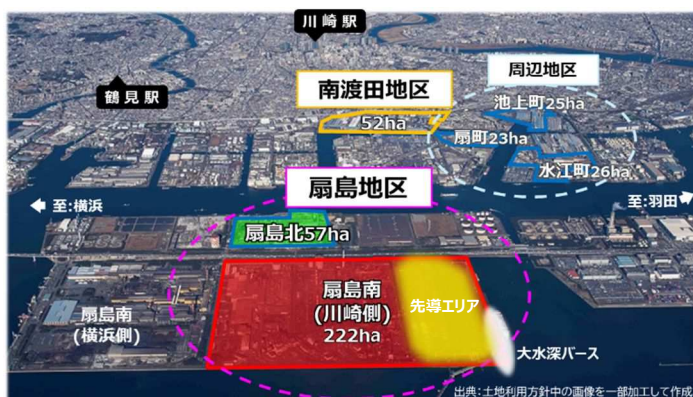 川崎駅
鶴見駅
南渡田地区
52ha
周辺地区
池上町25ha
扇町23ha
水江町26ha
扇島地区
至:横浜
至:羽田
扇島北57ha
扇島南
(横浜側)
扇島南
(川崎側)
222ha
先導エリア
大水深バース
出典:土地利用方針中の画像を一部加工して作成